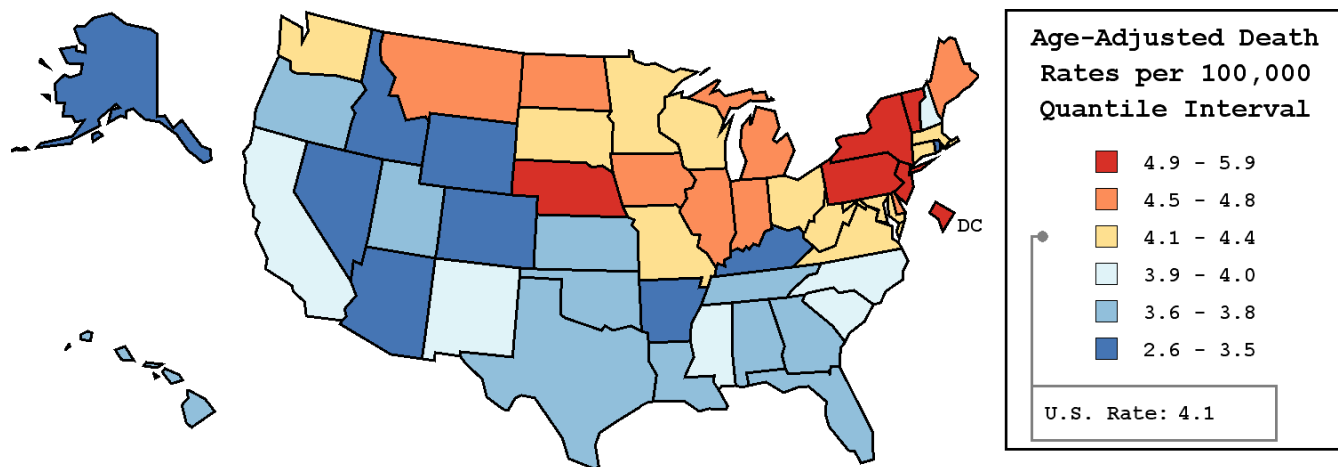 Age-Adjusted Death
Rates per 100,000
Quantile Interval
4.9 - 5.9
4.5 - 4.8
4.1 - 4.4
3.9 - 4.0
3.6 - 3.8
2.6 - 3.5
U.S. Rate: 4.1
DC